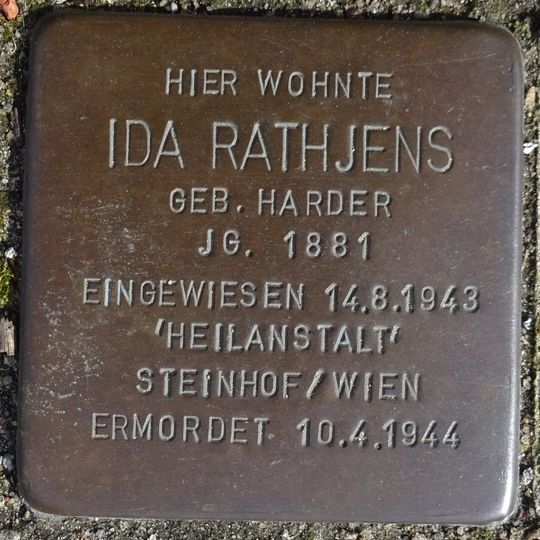 HIER WOHNTE
IDA RATHJENS
GEB. HARDER
JG. 1881
EINGEWIESEN 14.8.1943
'HEILANSTALT'
STEINHOF/WIEN
ERMORDET 10.4.1944